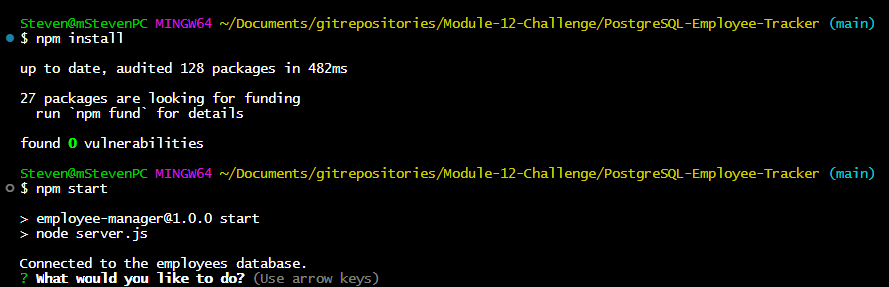 Steven@mStevenPC MINGW64 ~/Documents/gitrepositories/Module-12-Challenge/PostgreSQL-Employee-Tracker (main)
$ npm install
up to date, audited 128 packages in 482ms
27 packages are looking for funding
  run `npm fund` for details
found 0 vulnerabilities
Steven@mStevenPC MINGW64 ~/Documents/gitrepositories/Module-12-Challenge/PostgreSQL-Employee-Tracker (main)
$ npm start
> employee-manager@1.0.0 start
> node server.js
Connected to the employees database.
? What would you like to do? (Use arrow keys)